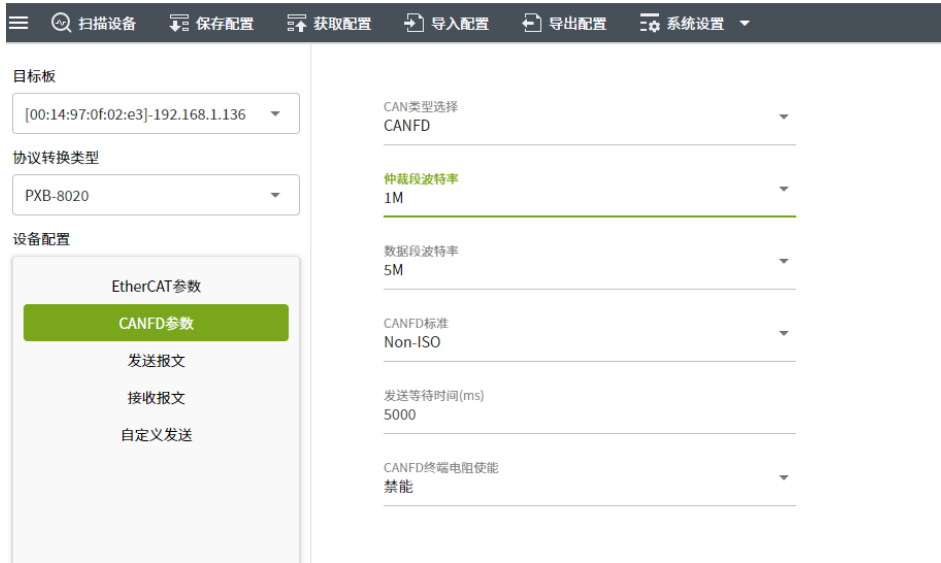 扫描设备 保存配置 获取配置 导入配置 导出配置 系统设置
目标板
[00:14:97:0f:02:e3]-192.168.1.136
协议转换类型
PXB-8020
设备配置
EtherCAT参数
CANFD参数
发送报文
接收报文
自定义发送
CAN类型选择
CANFD
仲裁段波特率
1M
数据段波特率
5M
CANFD标准
Non-ISO
发送等待时间(ms)
5000
CANFD终端电阻使能
禁能